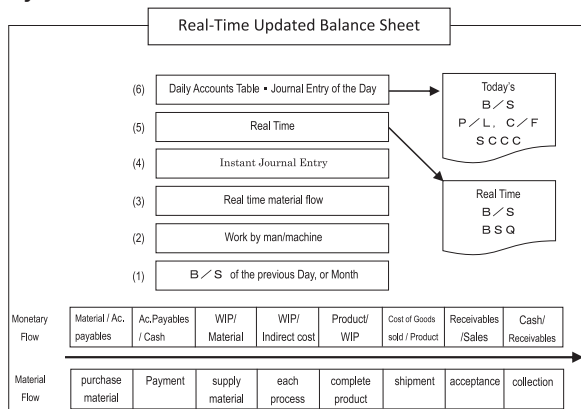 Real-Time Updated Balance Sheet
(6) Daily Accounts Table ▪ Journal Entry of the Day
(5) Real Time
(4) Instant Journal Entry
(3) Real time material flow
(2) Work by man/machine
(1) B／S of the previous Day, or Month
Today's
B／S
P／L, C／F
SCCC
Real Time
B／S
BSQ
Monetary
Flow
Material / Ac.
payables
Ac.Payables
/ Cash
WIP/
Material
WIP/
Indirect cost
Product/
WIP
Cost of Goods
sold / Product
Receivables
/Sales
Cash/
Receivables
Material
Flow
purchase
material
Payment
supply
material
each
process
complete
product
shipment
acceptance
collection